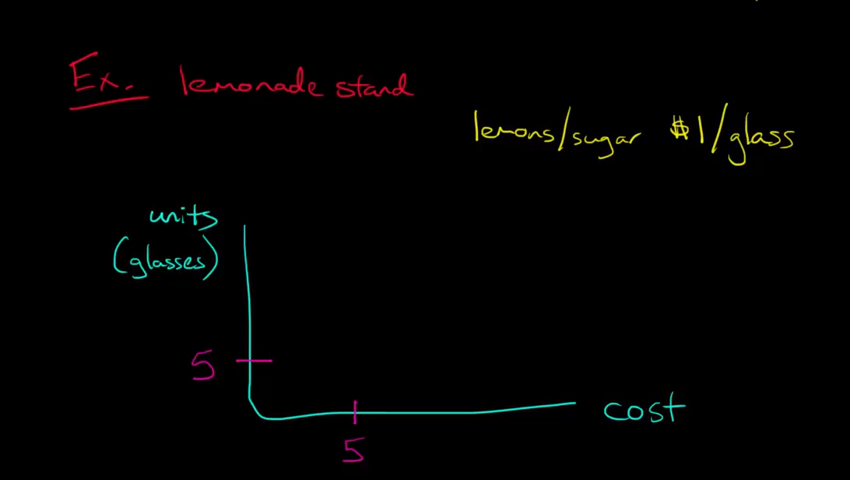 Ex. lemonade stand
lemons/sugar $1/glass
units
(glasses)
5
cost
5